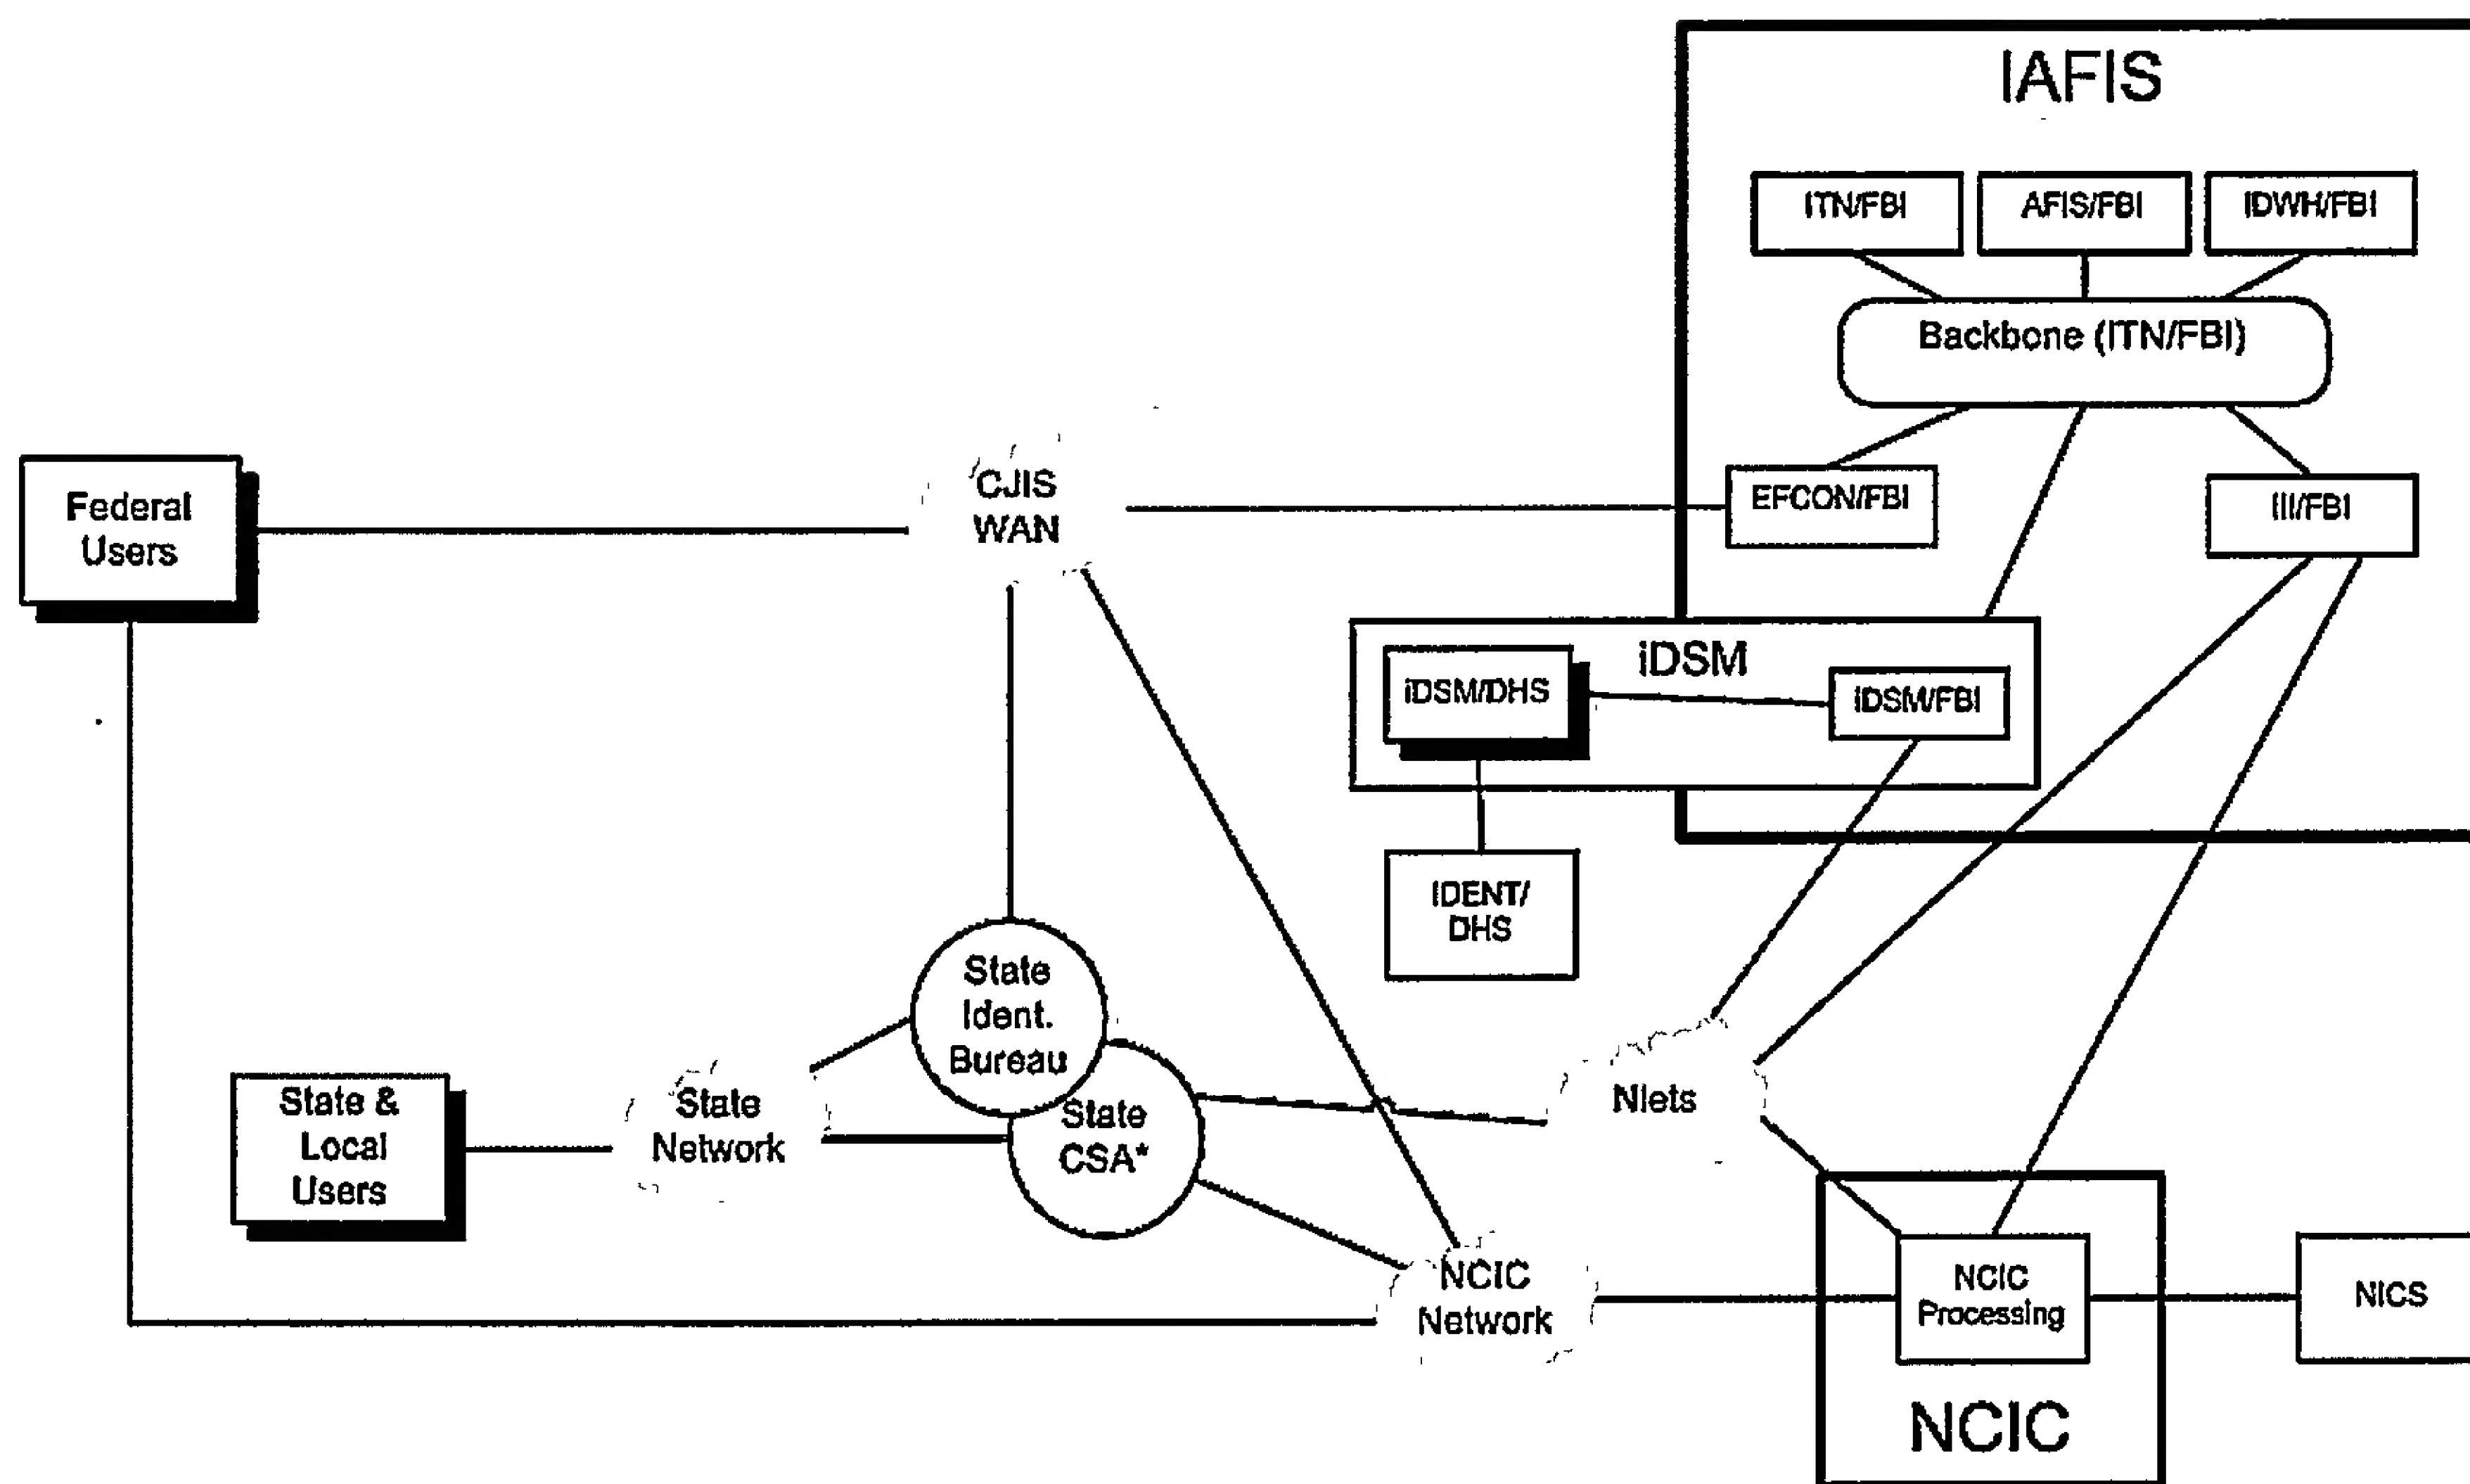 IAFIS
ITN/FBI
AFIS/FBI
IDWH/FBI
Backbone (ITN/FBI)
Federal
Users
CJIS
WAN
EFCON/FBI
III/FBI
iDSM
iDSM/DHS
iDSM/FBI
IDENT/
DHS
State
Ident.
Bureau
State &
Local
Users
State
Network
State
CSA*
Nlets
NCIC
Network
NCIC
Processing
NICS
NCIC